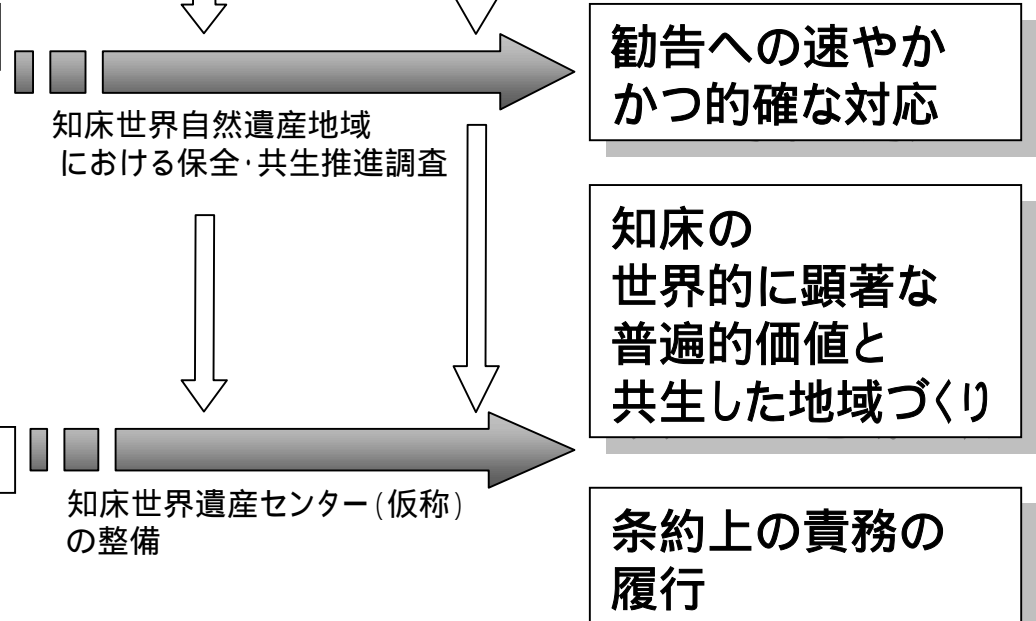 勧告への速やか
かつ的確な対応
知床世界自然遺産地域
における保全･共生推進調査
知床の
世界的に顕著な
普遍的価値と
共生した地域づくり
知床世界遺産センター(仮称)
の整備
条約上の責務の
履行